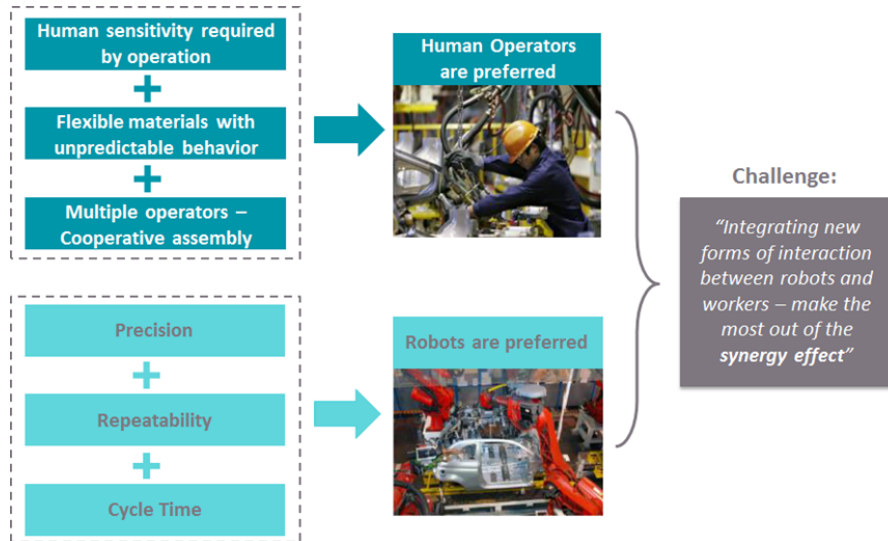 Human sensitivity required
by operation
+
Flexible materials with
unpredictable behavior
+
Multiple operators –
Cooperative assembly
Human Operators
are preferred
Precision
+
Repeatability
+
Cycle Time
Robots are preferred
Challenge:
“Integrating new
forms of interaction
between robots and
workers – make the
most out of the
synergy effect”